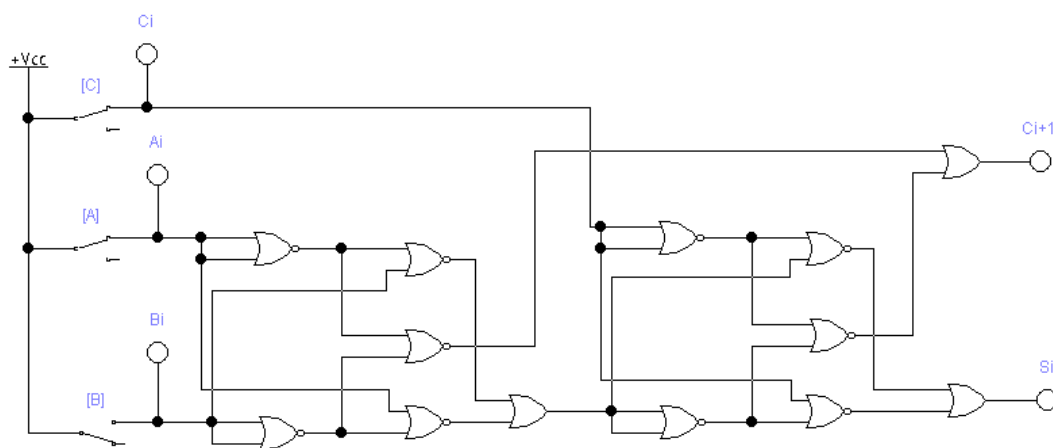 Ci
+Vcc
[C]
Ci+1
Ai
[A]
Bi
Si
[B]